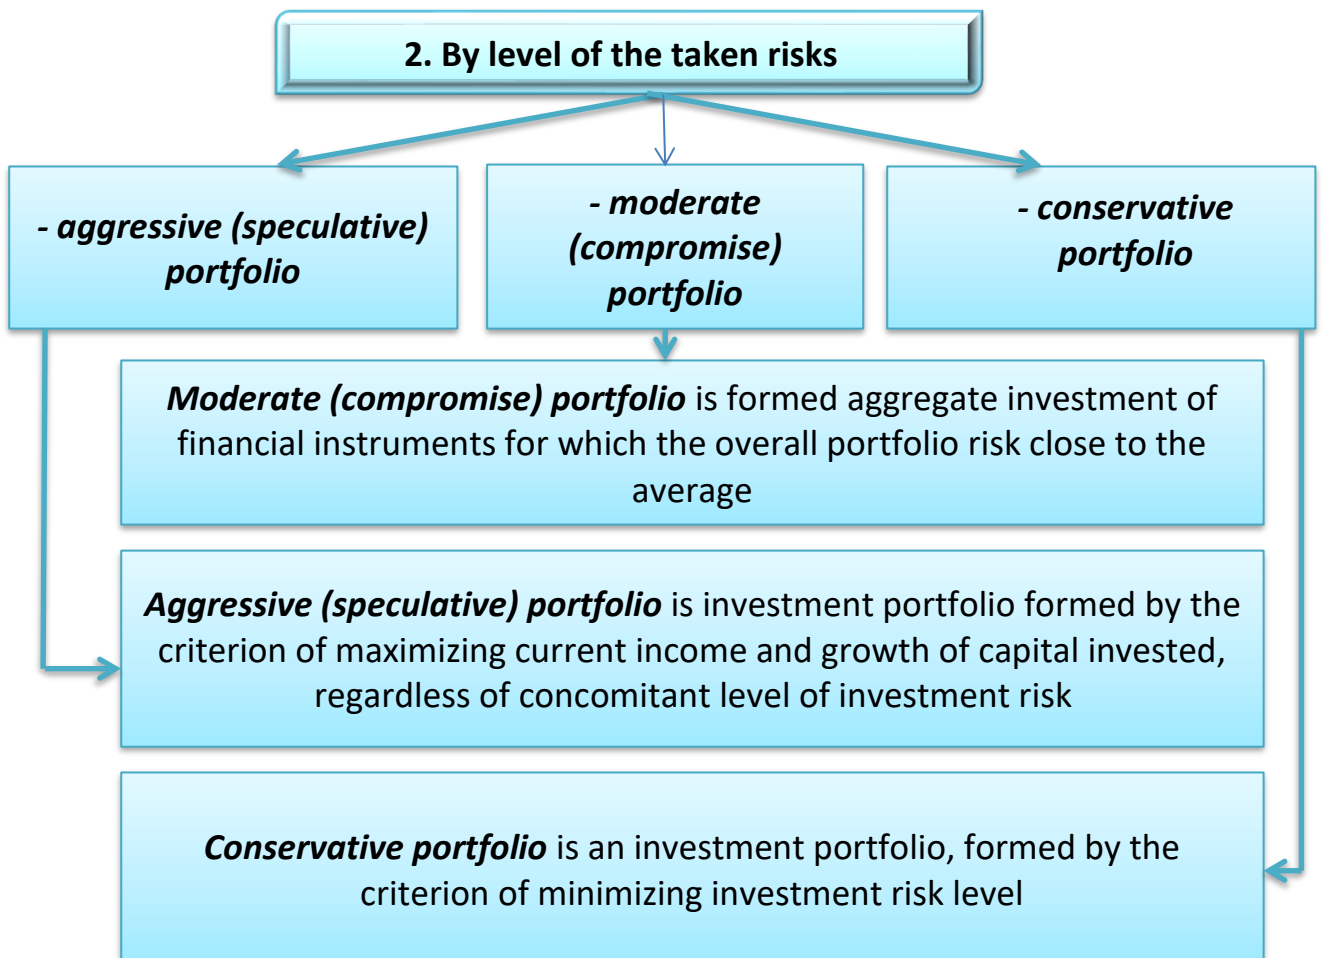 2. By level of the taken risks
- aggressive (speculative)
portfolio
- moderate
(compromise)
portfolio
- conservative
portfolio
Moderate (compromise) portfolio is formed aggregate investment of
financial instruments for which the overall portfolio risk close to the
average
Aggressive (speculative) portfolio is investment portfolio formed by the
criterion of maximizing current income and growth of capital invested,
regardless of concomitant level of investment risk
Conservative portfolio is an investment portfolio, formed by the
criterion of minimizing investment risk level